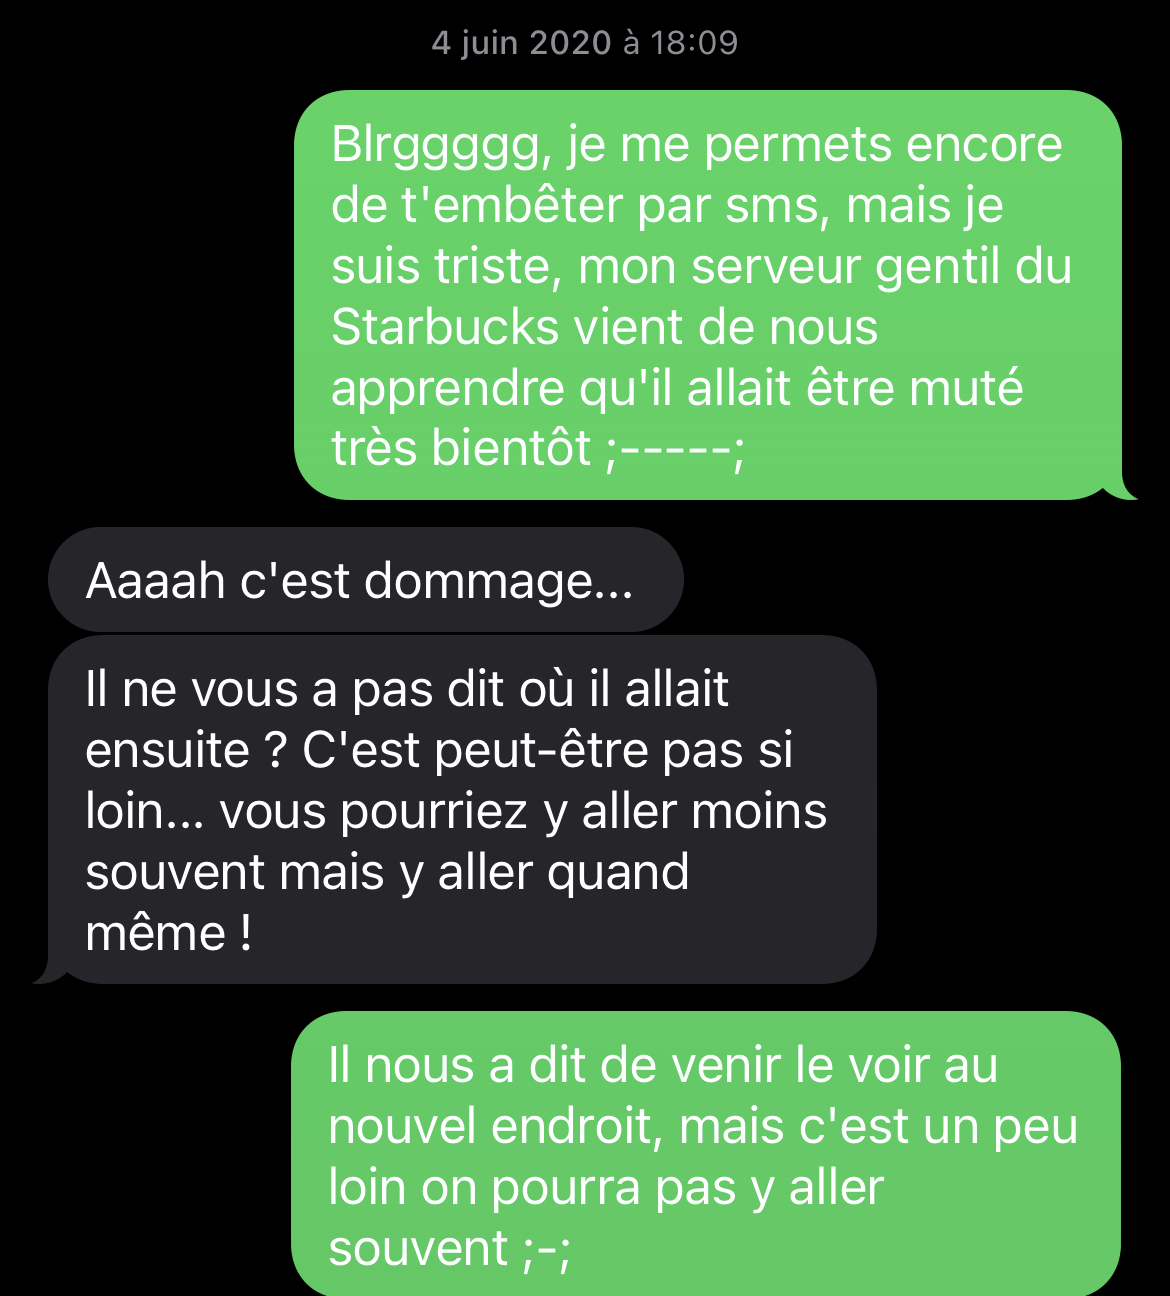 4 juin 2020 à 18:09
Blrggggg, je me permets encore
de t'embêter par sms, mais je
suis triste, mon serveur gentil du
Starbucks vient de nous
apprendre qu'il allait être muté
très bientôt ;-----;
Aaaah c'est dommage...
Il ne vous a pas dit où il allait
ensuite ? C'est peut-être pas si
loin... vous pourriez y aller moins
souvent mais y aller quand
même !
Il nous a dit de venir le voir au
nouvel endroit, mais c'est un peu
loin on pourra pas y aller
souvent ;-;